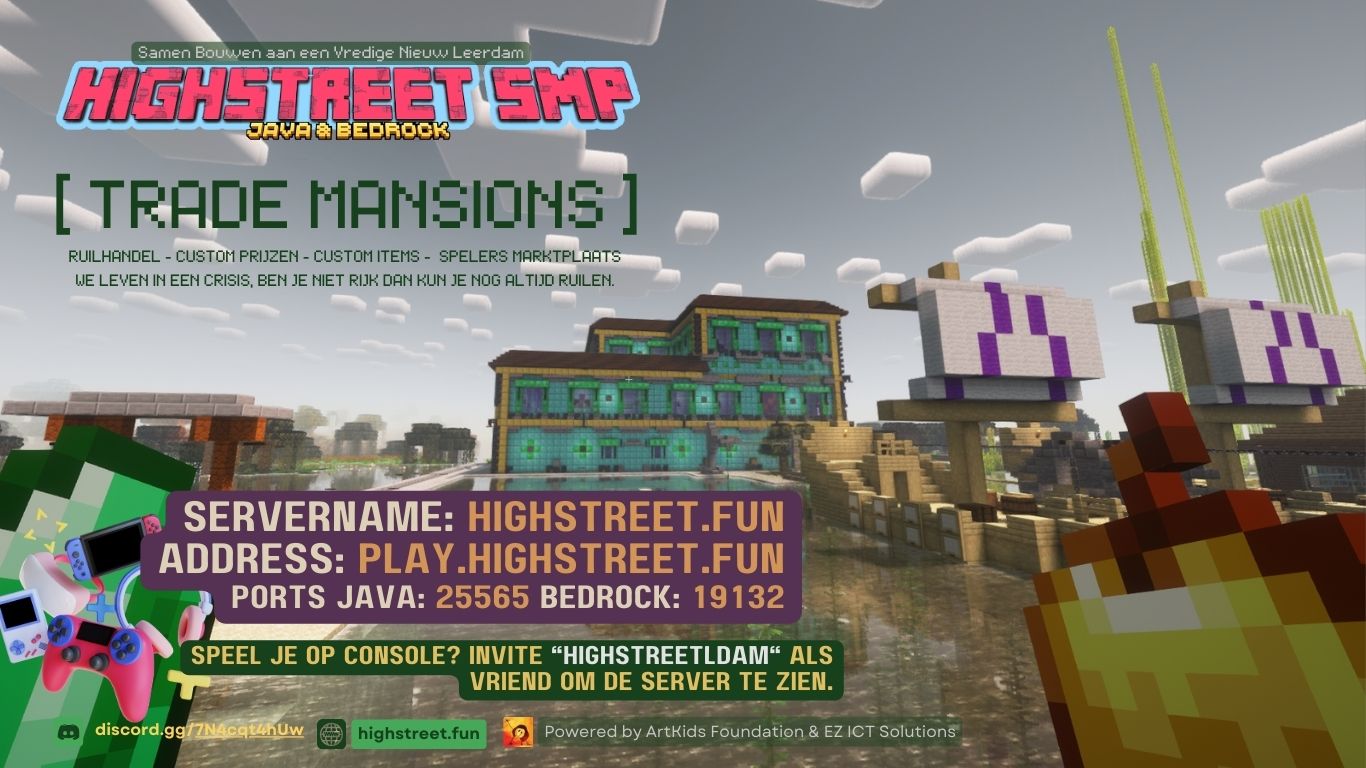 Samen Bouwen aan een Vredige Nieuw Leerdam
HIGHSTREET SMP
JAVA & BEDROCK
[ TRADE MANSIONS ]
RUILHANDEL - CUSTOM PRIJZEN - CUSTOM ITEMS - SPELERS MARKTPLAATS
WE LEVEN IN EEN CRISIS, BEN JE NIET RIJK DAN KUN JE NOG ALTIJD RUILEN.
SERVERNAME: HIGHSTREET.FUN
ADDRESS: PLAY.HIGHSTREET.FUN
PORTS JAVA: 25565 BEDROCK: 19132
SPEEL JE OP CONSOLE? INVITE “HIGHSTREETLDAM“ ALS
VRIEND OM DE SERVER TE ZIEN.
discord.gg/7N4cqt4hUw
highstreet.fun
Powered by ArtKids Foundation & EZ ICT Solutions